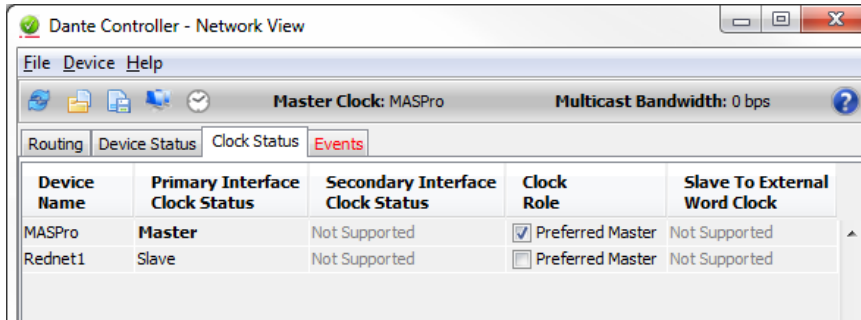 Dante Controller - Network View
File Device Help
Master Clock: MASPro Multicast Bandwidth: 0 bps ?
Routing Device Status Clock Status Events
Device Name Primary Interface Clock Status Secondary Interface Clock Status Clock Role Slave To External Word Clock
MASPro Master Not Supported Preferred Master Not Supported
Rednet1 Slave Not Supported Preferred Master Not Supported